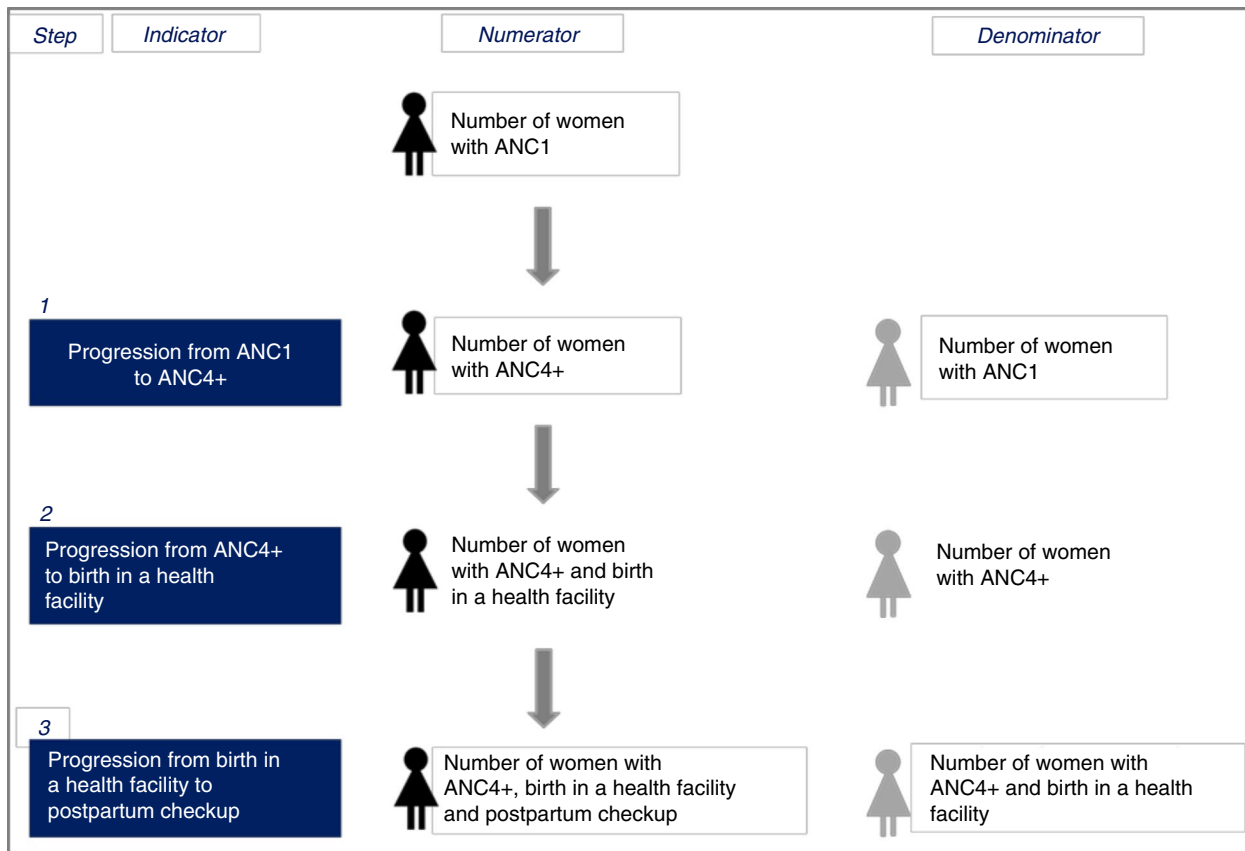 Step Indicator Numerator Denominator
Number of women
with ANC1
1
Progression from ANC1
to ANC4+
Number of women
with ANC4+
Number of women
with ANC1
2
Progression from ANC4+
to birth in a health
facility
Number of women
with ANC4+ and birth
in a health facility
Number of women
with ANC4+
3
Progression from birth in
a health facility to
postpartum checkup
Number of women with
ANC4+, birth in a health facility
and postpartum checkup
Number of women with
ANC4+ and birth in a health
facility